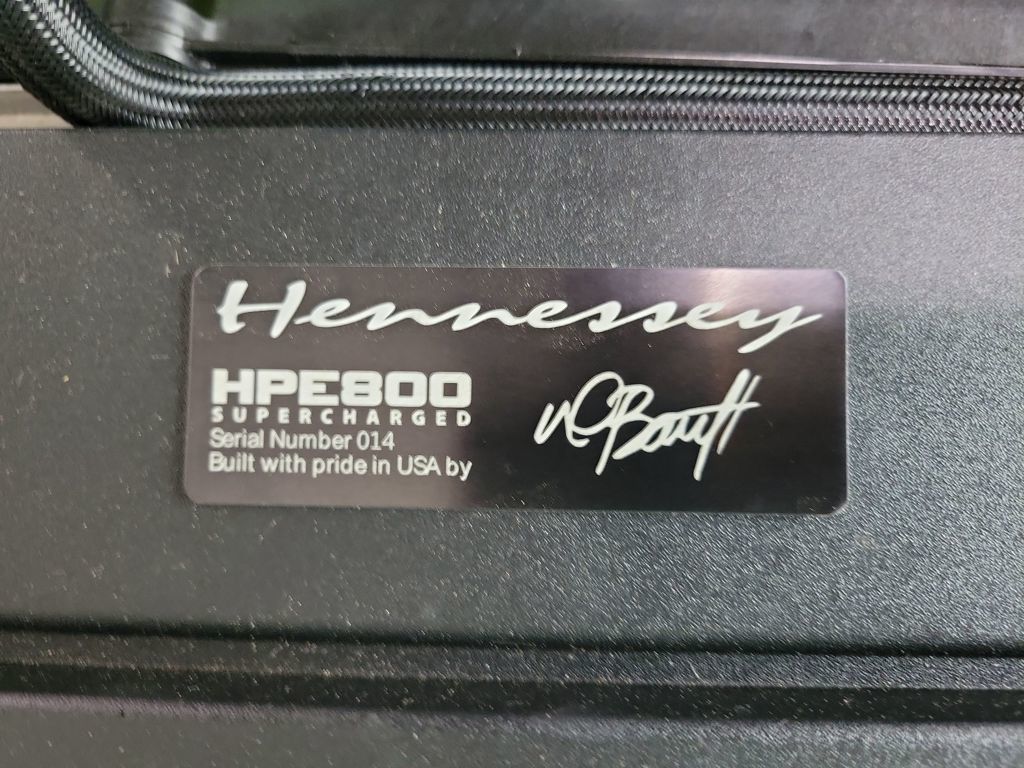 Hennessey
HPE800
SUPERCHARGED
Serial Number 014
Built with pride in USA by